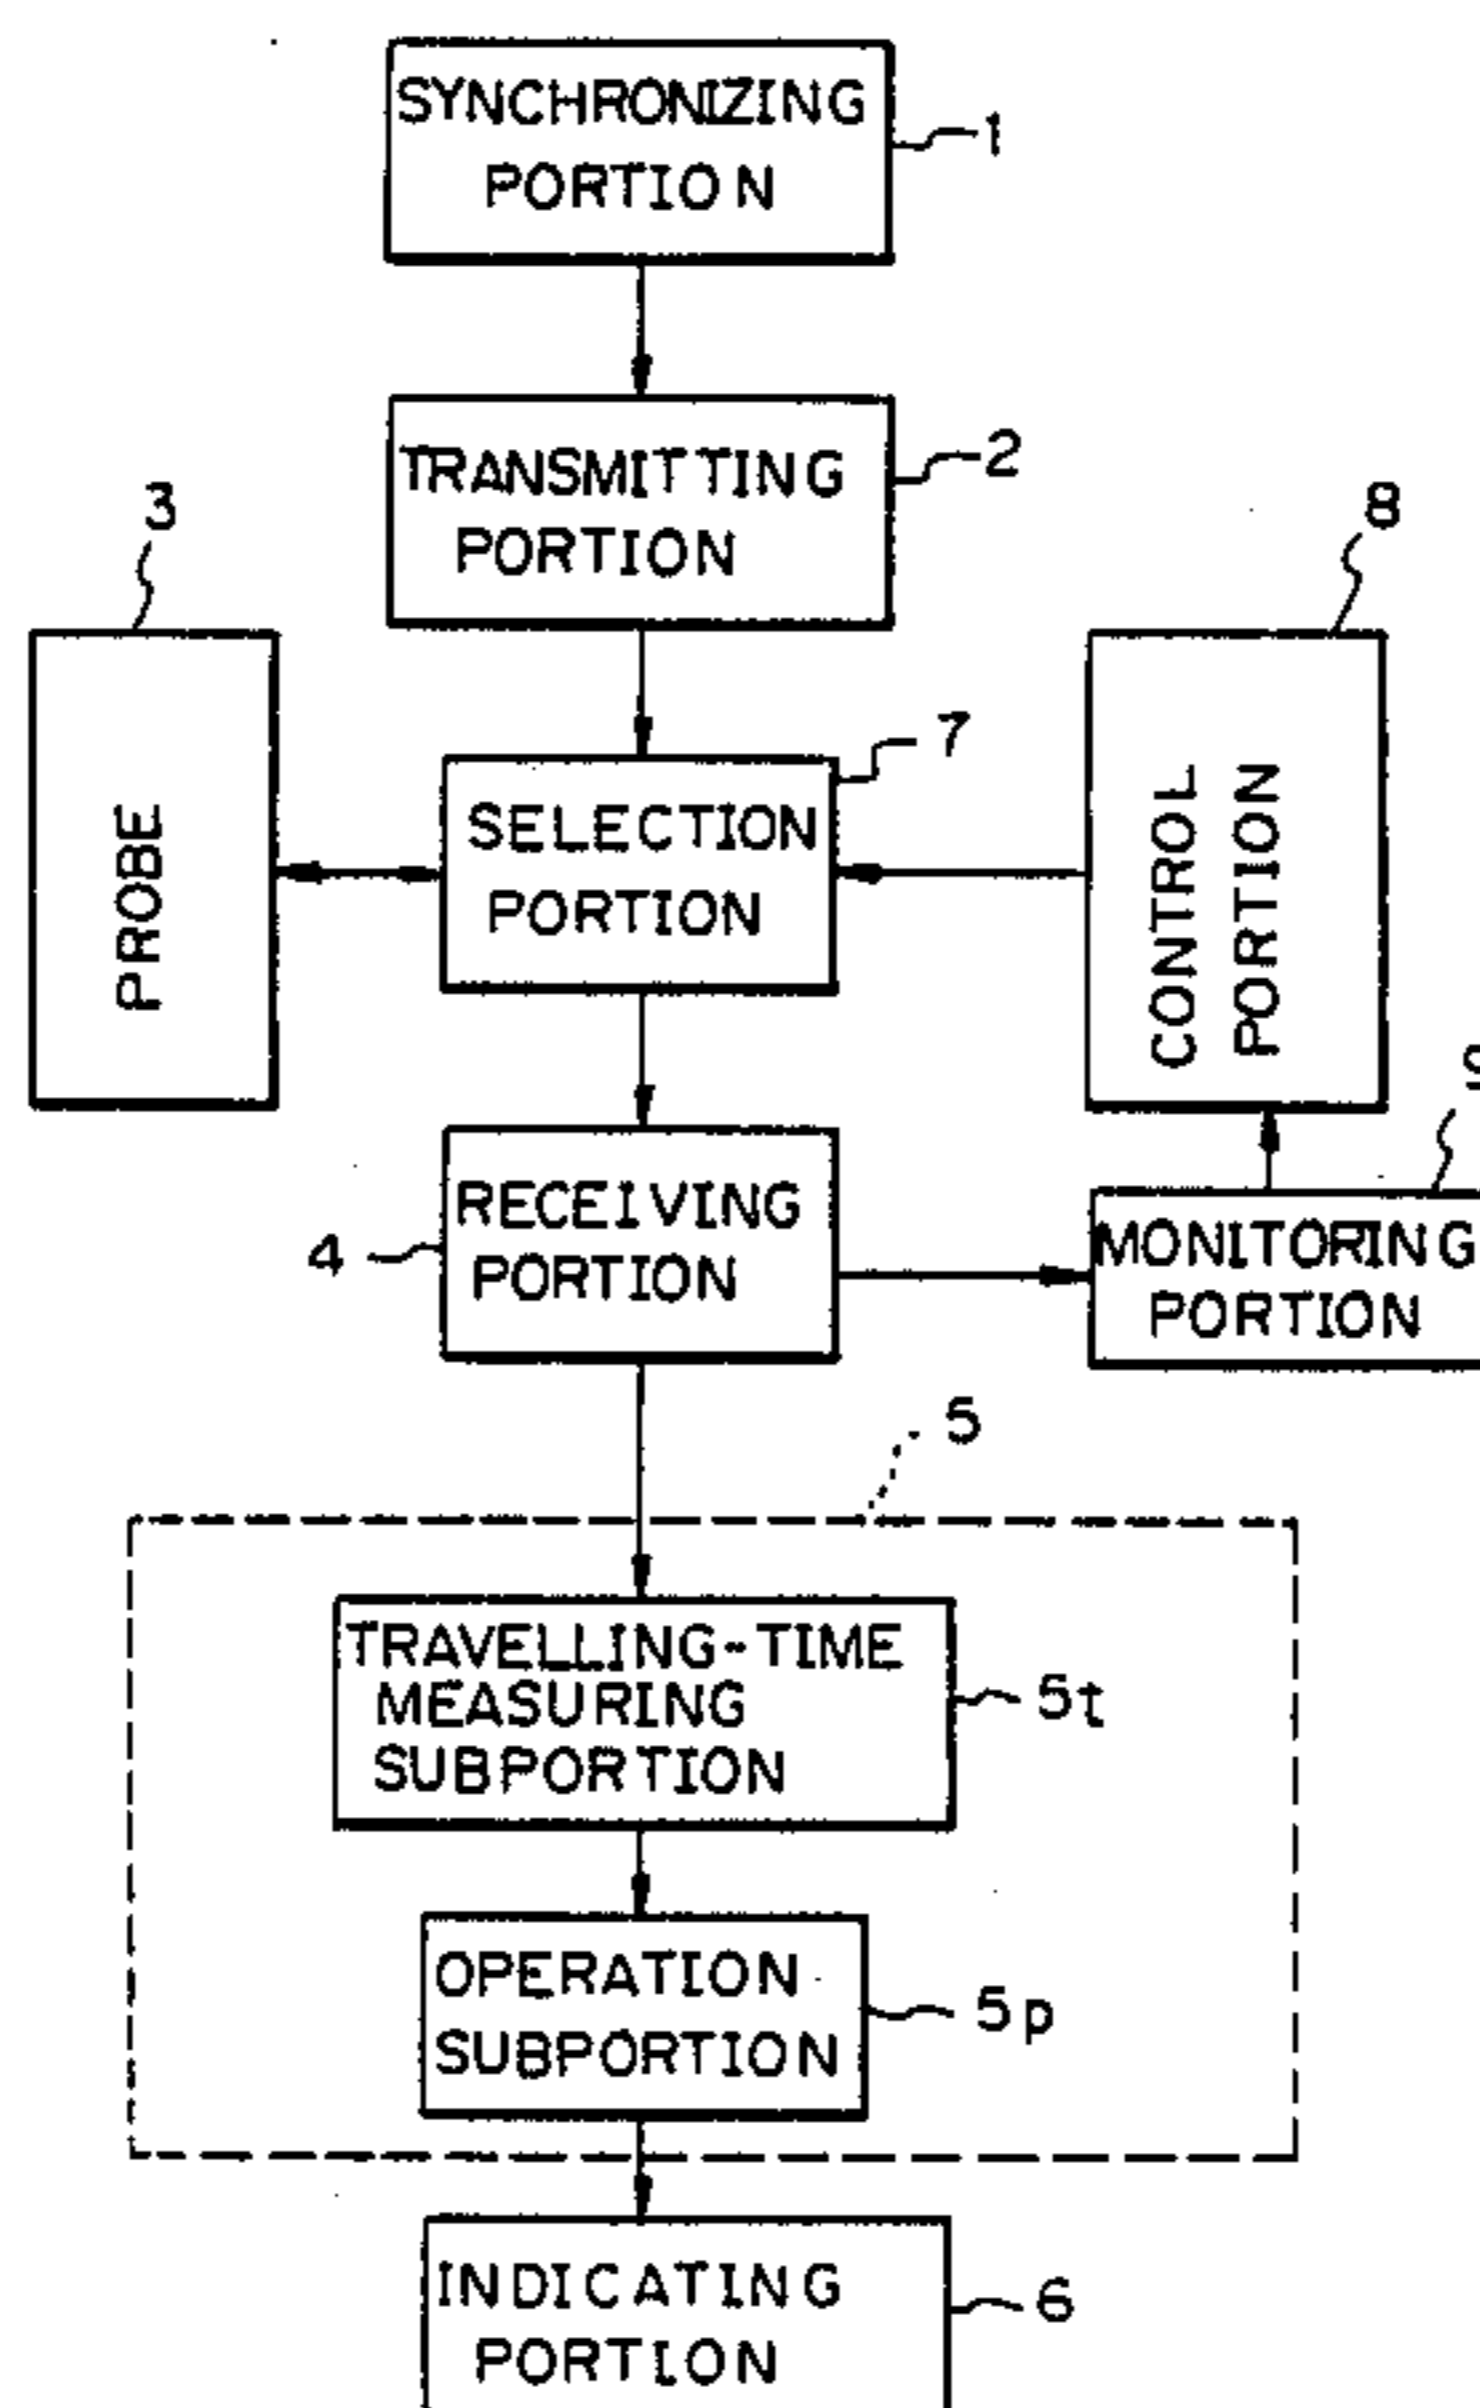 SYNCHRONIZING
PORTION
1
TRANSMITTING
PORTION
2
3
8
7
PROBE
SELECTION
PORTION
CONTROL
PORTION
9
RECEIVING
PORTION
4
MONITORING
PORTION
5
TRAVELLING-TIME
MEASURING
SUBPORTION
5t
OPERATION
SUBPORTION
5p
INDICATING
PORTION
6